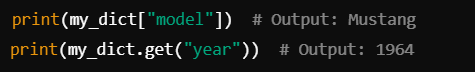 print(my_dict["model"])  # Output: Mustang
print(my_dict.get("year"))  # Output: 1964